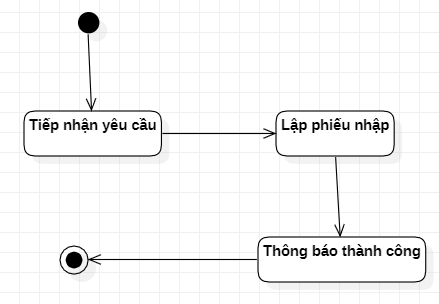 Tiếp nhận yêu cầu
Lập phiếu nhập
Thông báo thành công